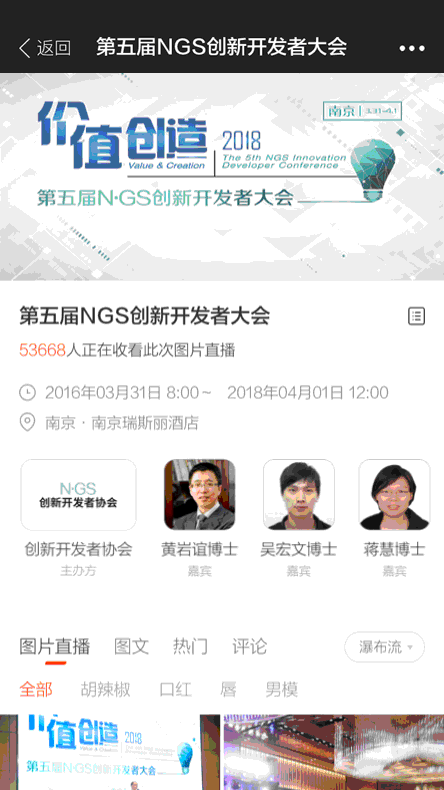 返回
第五届NGS创新开发者大会
价值创造
2018
南京 3.31-4.1
Value & Creation
The 5th NGS Innovation
Developer Conference
第五届N·GS创新开发者大会
第五届NGS创新开发者大会
53668人正在收看此次图片直播
2016年03月31日 8:00～ 2018年04月01日 12:00
南京·南京瑞斯丽酒店
N·GS
创新开发者协会
创新开发者协会
主办方
黄岩谊博士
嘉宾
吴宏文博士
嘉宾
蒋慧博士
嘉宾
图片直播 图文 热门 评论 瀑布流
全部 胡辣椒 口红 唇 男模
价值创造 2018
第五届N·GS创新开发者大会